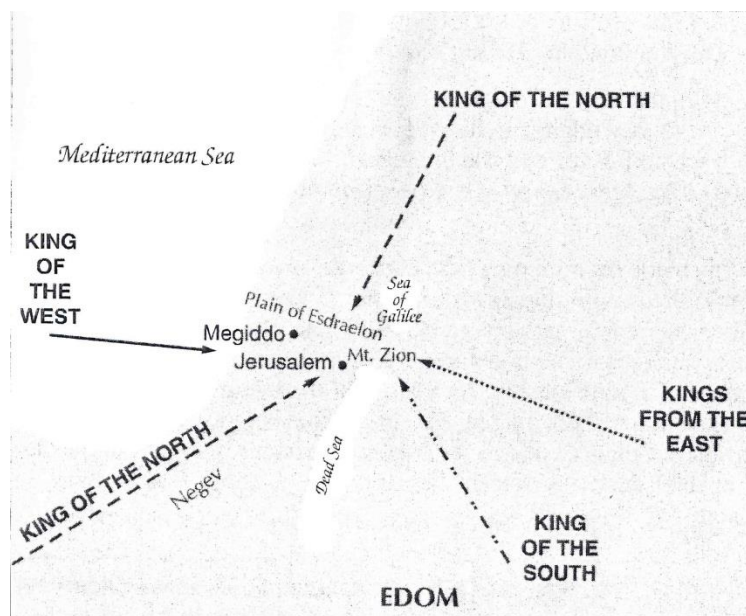 KING OF THE NORTH
Mediterranean Sea
KING
OF
THE
WEST
Sea
of
Galilee
Plain of Esdraelon
Megiddo
Jerusalem
Mt. Zion
KINGS
FROM THE
EAST
KING OF THE NORTH
Negev
Dead Sea
KING
OF THE
SOUTH
EDOM